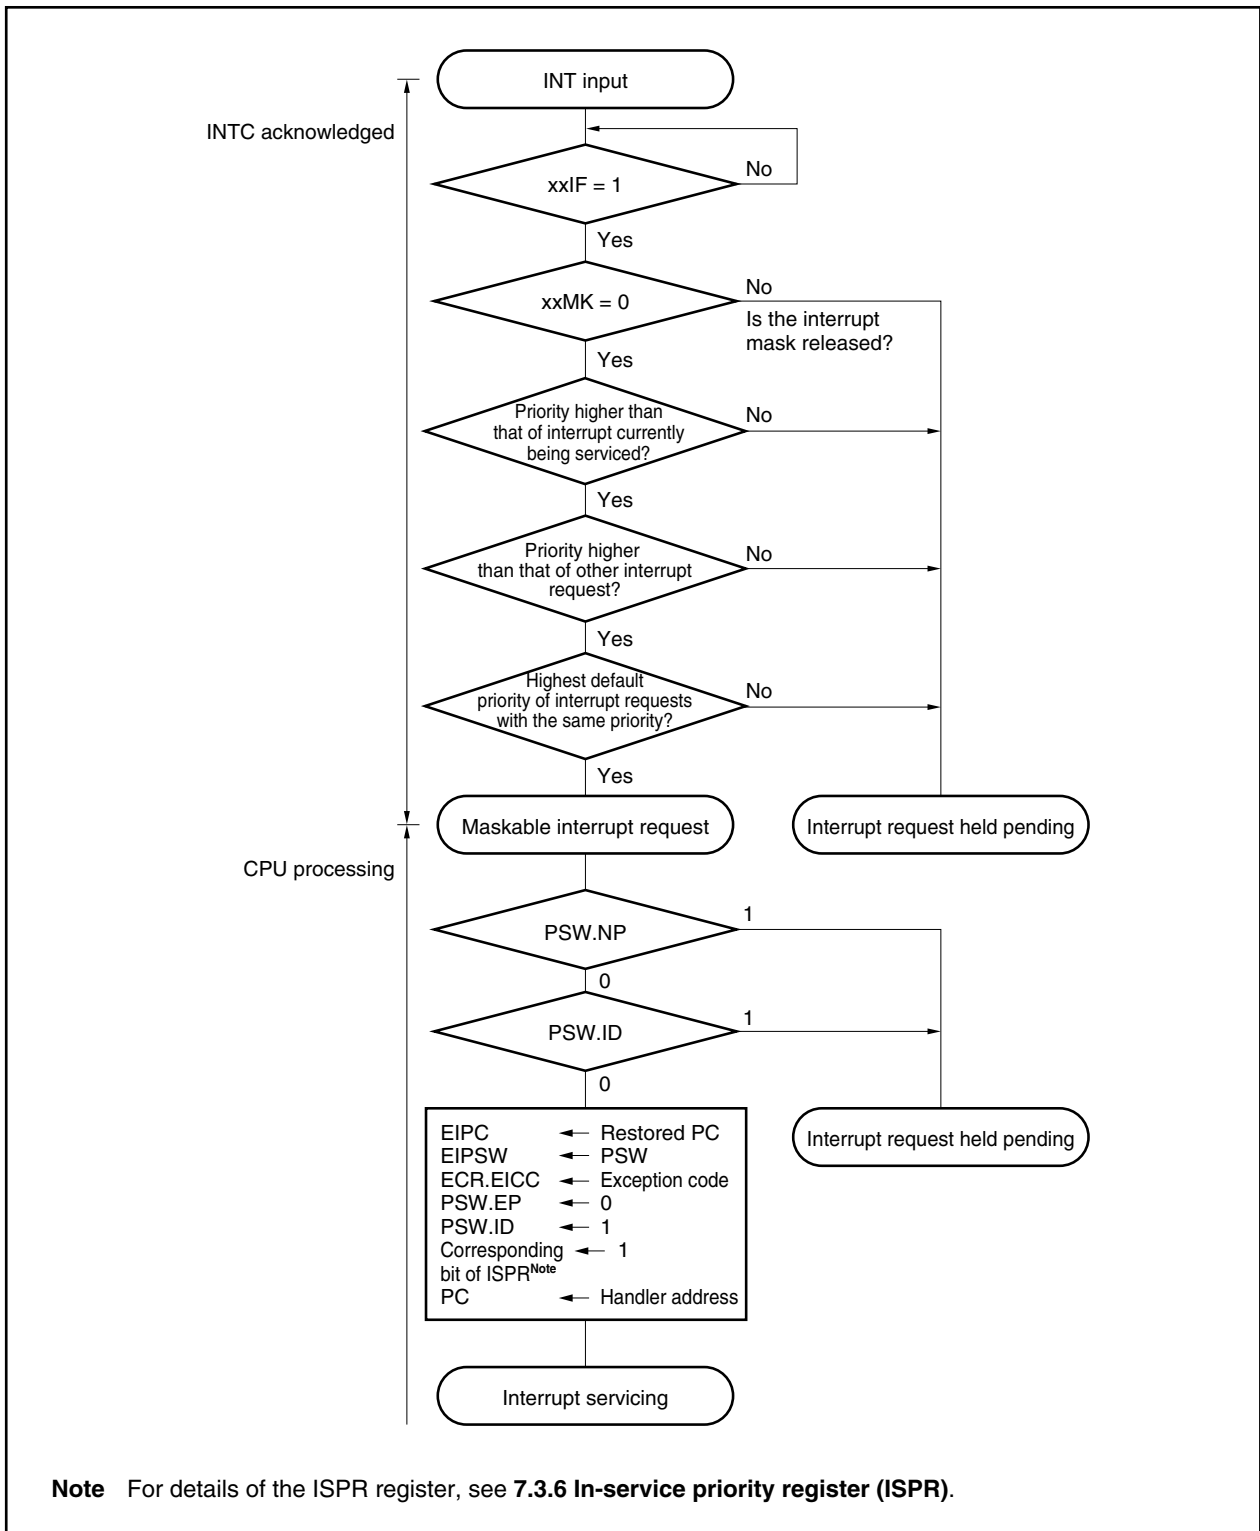 INT input
INTC acknowledged
xxIF = 1
No
Yes
xxMK = 0
No
Is the interrupt
mask released?
Yes
Priority higher than
that of interrupt currently
being serviced?
No
Yes
Priority higher
than that of other interrupt
request?
No
Yes
Highest default
priority of interrupt requests
with the same priority?
No
Yes
Maskable interrupt request
Interrupt request held pending
CPU processing
PSW.NP
1
0
PSW.ID
1
0
Interrupt request held pending
EIPC ← Restored PC
EIPSW ← PSW
ECR.EICC ← Exception code
PSW.EP ← 0
PSW.ID ← 1
Corresponding ← 1
bit of ISPRNote
PC ← Handler address
Interrupt servicing
Note For details of the ISPR register, see 7.3.6 In-service priority register (ISPR).